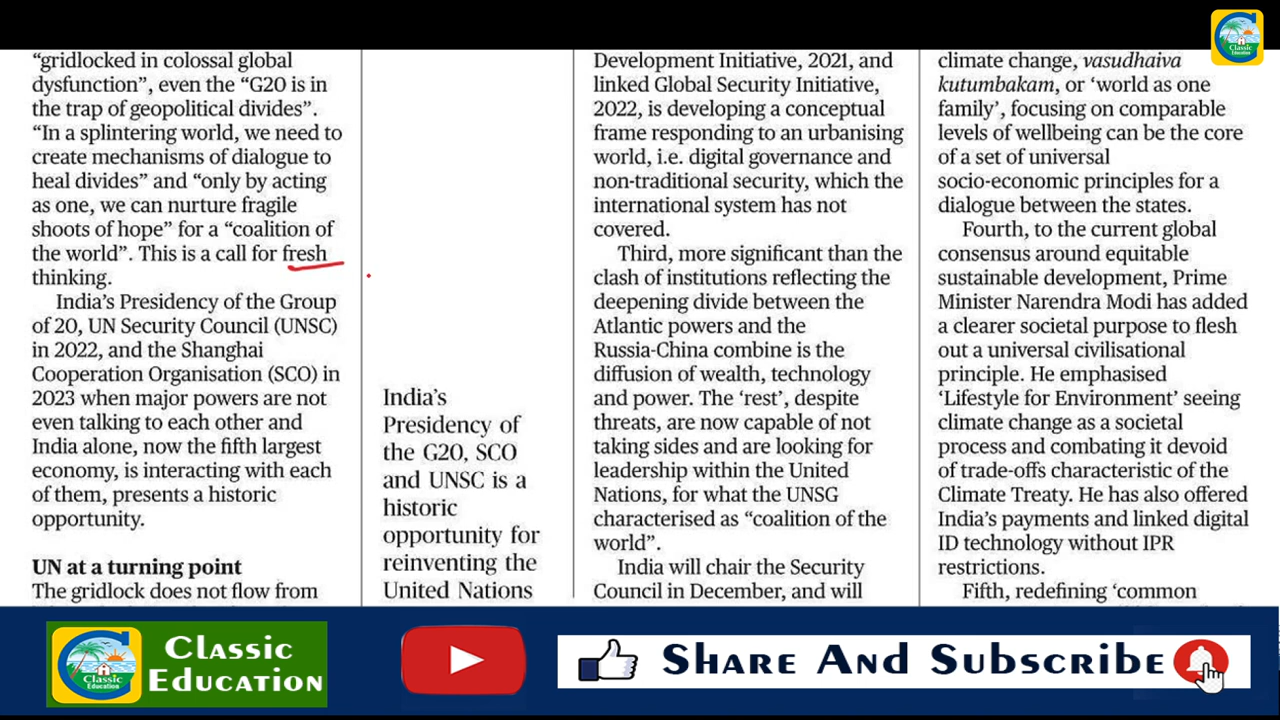 “gridlocked in colossal global
dysfunction”, even the “G20 is in
the trap of geopolitical divides”.
“In a splintering world, we need to
create mechanisms of dialogue to
heal divides” and “only by acting
as one, we can nurture fragile
shoots of hope” for a “coalition of
the world”. This is a call for fresh
thinking.
India’s Presidency of the Group
of 20, UN Security Council (UNSC)
in 2022, and the Shanghai
Cooperation Organisation (SCO) in
2023 when major powers are not
even talking to each other and
India alone, now the fifth largest
economy, is interacting with each
of them, presents a historic
opportunity.
UN at a turning point
The gridlock does not flow from
India’s
Presidency of
the G20, SCO
and UNSC is a
historic
opportunity for
reinventing the
United Nations
Development Initiative, 2021, and
linked Global Security Initiative,
2022, is developing a conceptual
frame responding to an urbanising
world, i.e. digital governance and
non-traditional security, which the
international system has not
covered.
Third, more significant than the
clash of institutions reflecting the
deepening divide between the
Atlantic powers and the
Russia-China combine is the
diffusion of wealth, technology
and power. The ‘rest’, despite
threats, are now capable of not
taking sides and are looking for
leadership within the United
Nations, for what the UNSG
characterised as “coalition of the
world”.
India will chair the Security
Council in December, and will
climate change, vasudhaiva
kutumbakam, or ‘world as one
family’, focusing on comparable
levels of wellbeing can be the core
of a set of universal
socio-economic principles for a
dialogue between the states.
Fourth, to the current global
consensus around equitable
sustainable development, Prime
Minister Narendra Modi has added
a clearer societal purpose to flesh
out a universal civilisational
principle. He emphasised
‘Lifestyle for Environment’ seeing
climate change as a societal
process and combating it devoid
of trade-offs characteristic of the
Climate Treaty. He has also offered
India’s payments and linked digital
ID technology without IPR
restrictions.
Fifth, redefining ‘common
Classic
Education
Classic
Education
Classic
Education
Share And Subscribe